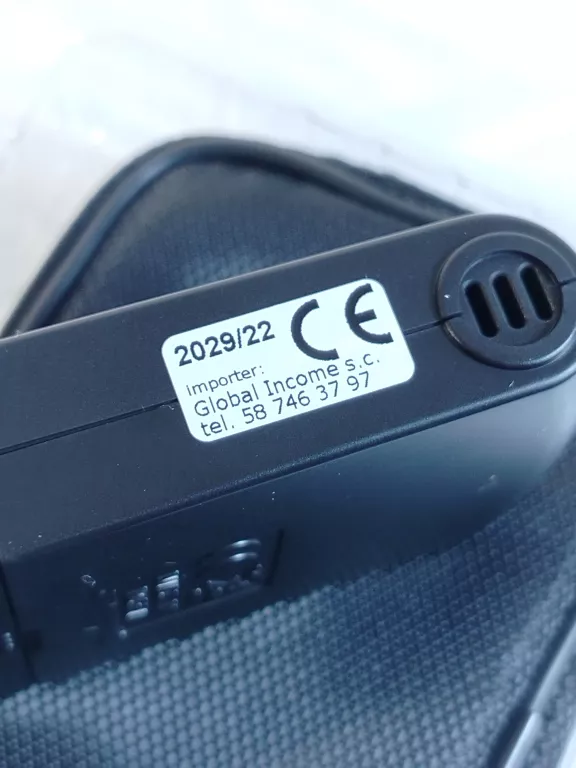 2029/22 CE
Importer:
Global Income s.c.
tel. 58 746 37 97